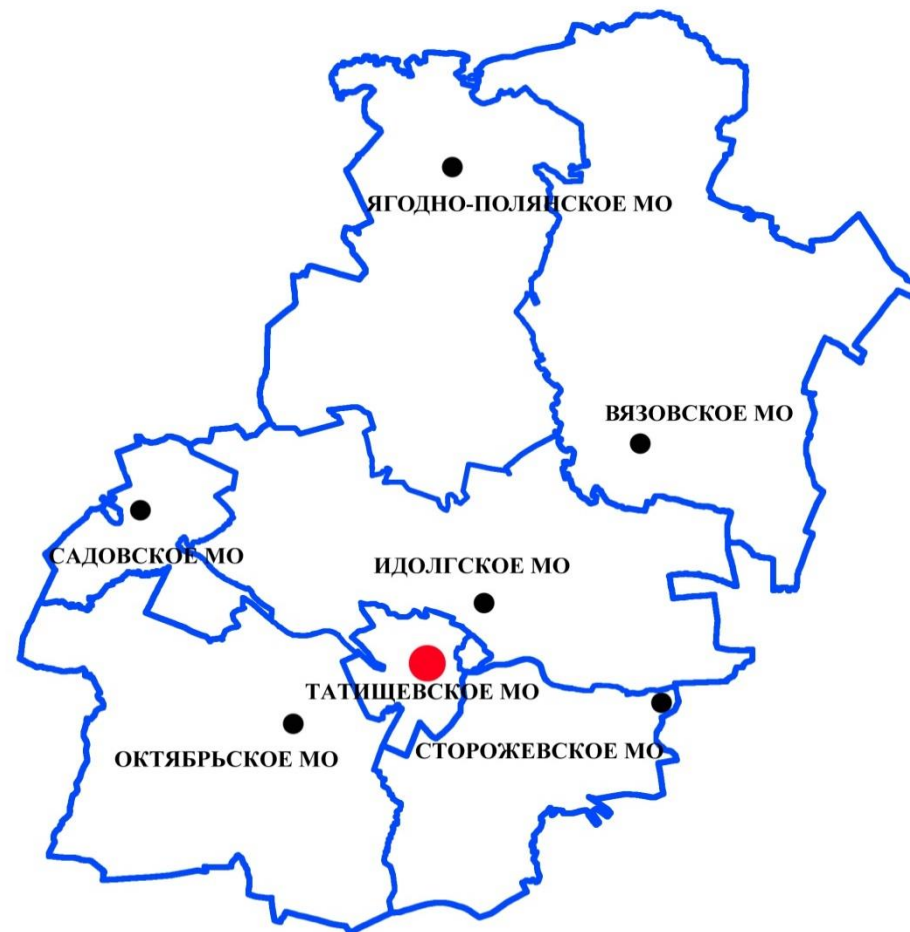 ЯГОДНО-ПОЛЯНСКОЕ МО
ВЯЗОВСКОЕ МО
САДОВСКОЕ МО
ИДОЛГСКОЕ МО
ТАТИЩЕВСКОЕ МО
ОКТЯБРЬСКОЕ МО
СТОРОЖЕВСКОЕ МО